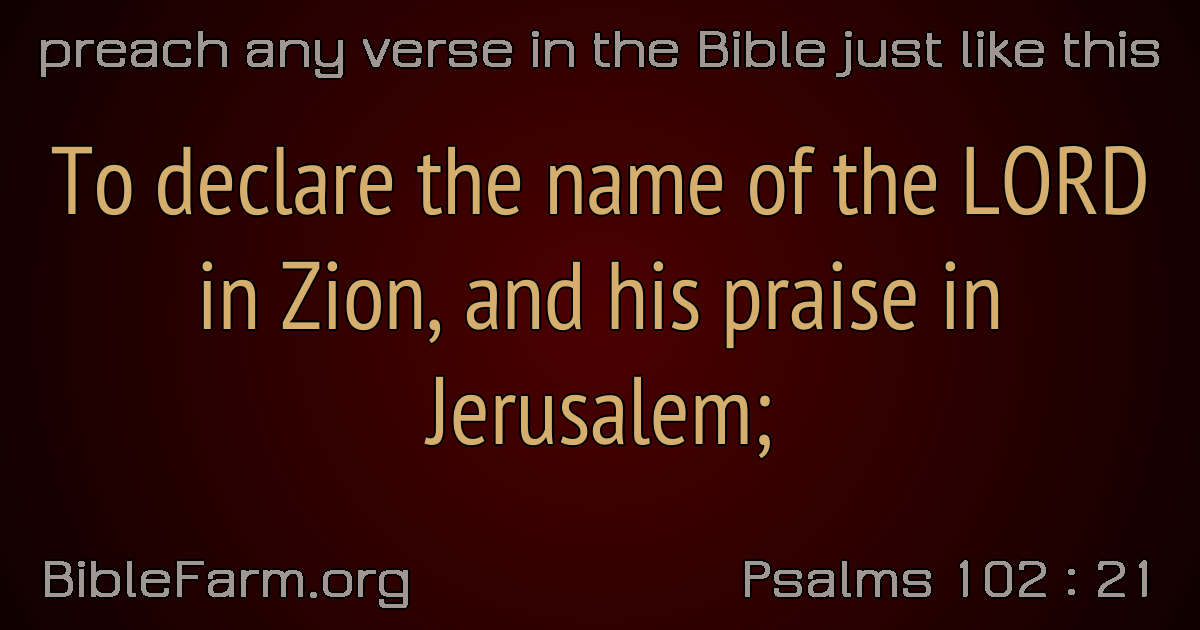 preach any verse in the Bible just like this
To declare the name of the LORD
in Zion, and his praise in
Jerusalem;
BibleFarm.org
Psalms 102 : 21